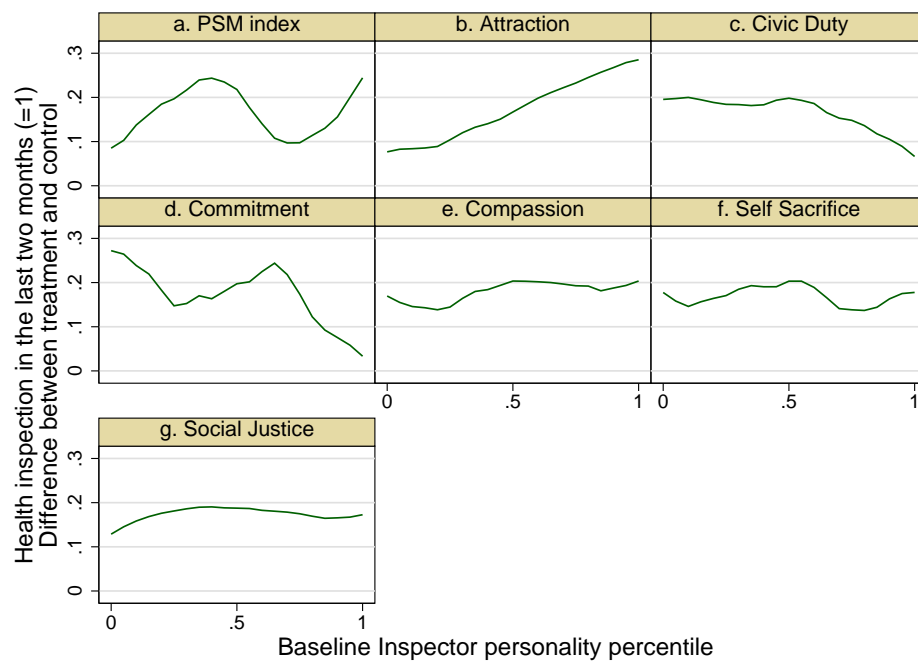 Health inspection in the last two months (=1)
Difference between treatment and control
a. PSM index
b. Attraction
c. Civic Duty
.3
.2
.1
0
d. Commitment
e. Compassion
f. Self Sacrifice
.3
.2
.1
0
0 .5 1
0 .5 1
g. Social Justice
.3
.2
.1
0
0 .5 1
Baseline Inspector personality percentile